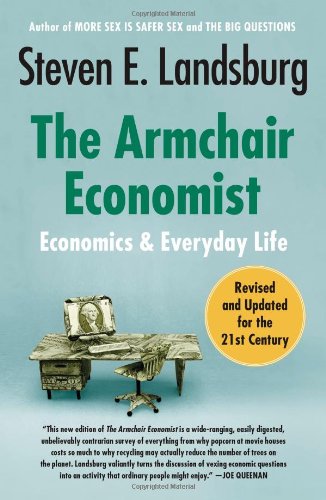 Author of MORE SEX IS SAFER SEX and THE BIG QUESTIONS
Steven E. Landsburg
The Armchair
Economist
Economics & Everyday Life
Revised
and Updated
for the
21st Century
"This new edition of The Armchair Economist is a wide-ranging, easily digested,
unbelievably contrarian survey of everything from why popcorn at movie houses
costs so much to why recycling may actually reduce the number of trees on
the planet. Landsburg valiantly turns the discussion of vexing economic questions
into an activity that ordinary people might enjoy." —JOE QUEENAN